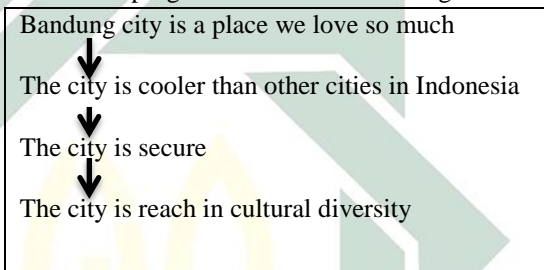 Bandung city is a place we love so much
The city is cooler than other cities in Indonesia
The city is secure
The city is reach in cultural diversity